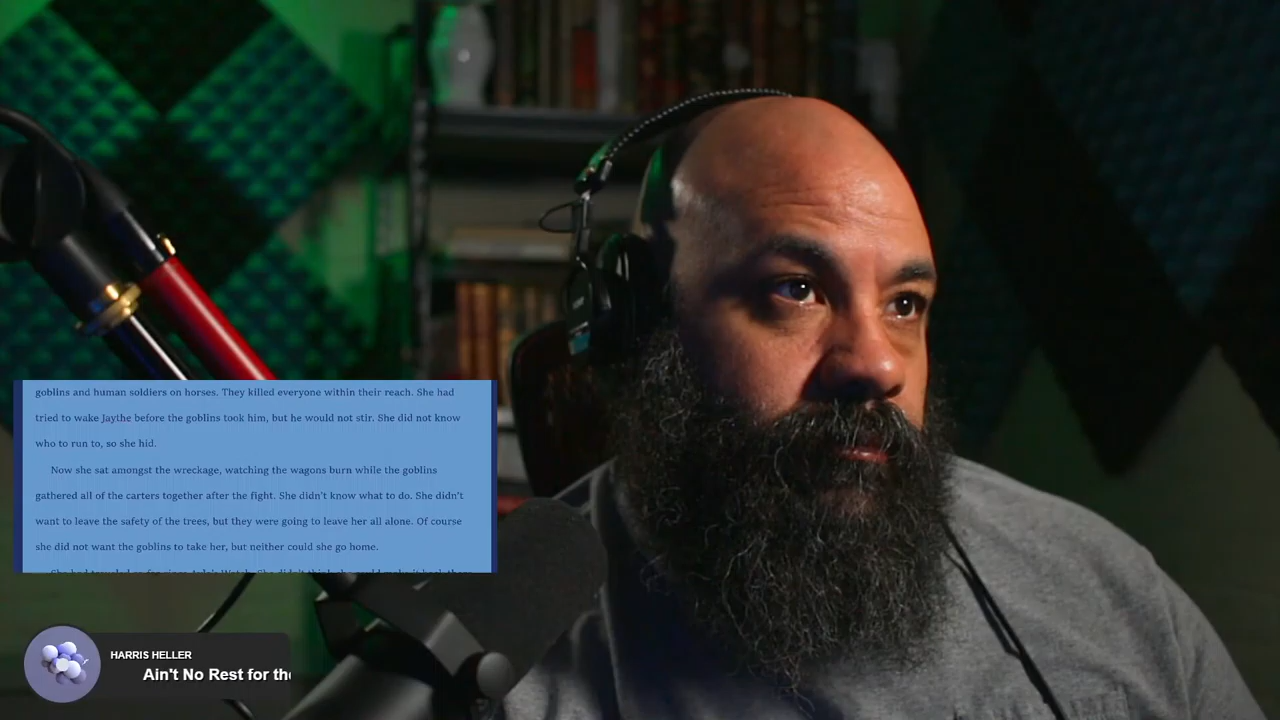 goblins and human soldiers on horses. They killed everyone within their reach. She had
tried to wake Jaythe before the goblins took him, but he would not stir. She did not know
who to run to, so she hid.
Now she sat amongst the wreckage, watching the wagons burn while the goblins
gathered all of the carters together after the fight. She didn't know what to do. She didn't
want to leave the safety of the trees, but they were going to leave her all alone. Of course
she did not want the goblins to take her, but neither could she go home.
HARRIS HELLER
Ain't No Rest for the